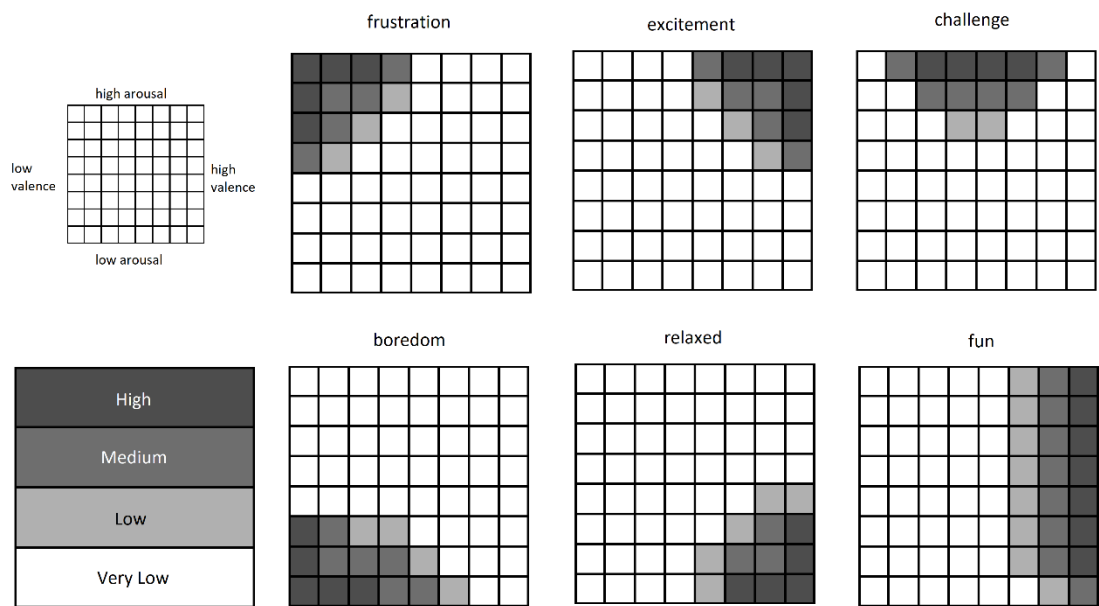 frustration
excitement
challenge
high arousal
low
valence
high
valence
low arousal
boredom
relaxed
fun
High
Medium
Low
Very Low